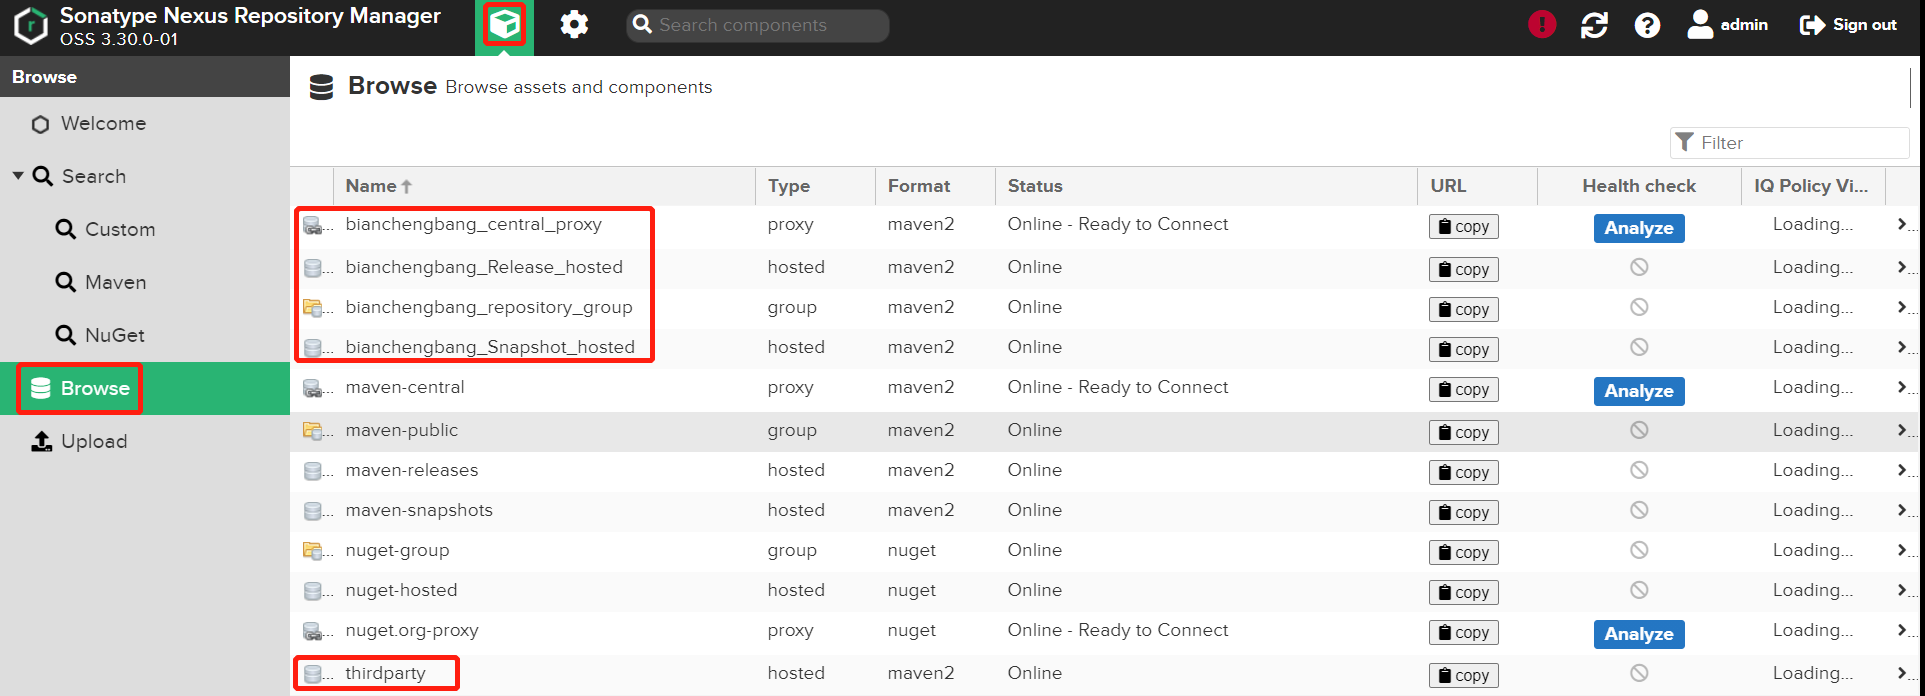 Sonatype Nexus Repository Manager
OSS 3.30.0-01
Search components
admin
Sign out
Browse
Welcome
Search
Custom
Maven
NuGet
Browse
Upload
Browse Browse assets and components
Filter
Name Type Format Status URL Health check IQ Policy Vi...
... bianchengbang_central_proxy proxy maven2 Online - Ready to Connect copy Analyze Loading... ...
... bianchengbang_Release_hosted hosted maven2 Online copy Loading... ...
... bianchengbang_repository_group group maven2 Online copy Loading... ...
... bianchengbang_Snapshot_hosted hosted maven2 Online copy Loading... ...
... maven-central proxy maven2 Online - Ready to Connect copy Analyze Loading... ...
... maven-public group maven2 Online copy Loading... ...
... maven-releases hosted maven2 Online copy Loading... ...
... maven-snapshots hosted maven2 Online copy Loading... ...
... nuget-group group nuget Online copy Loading... ...
... nuget-hosted hosted nuget Online copy Loading... ...
... nuget.org-proxy proxy nuget Online - Ready to Connect copy Analyze Loading... ...
... thirdparty hosted maven2 Online copy Loading... ...